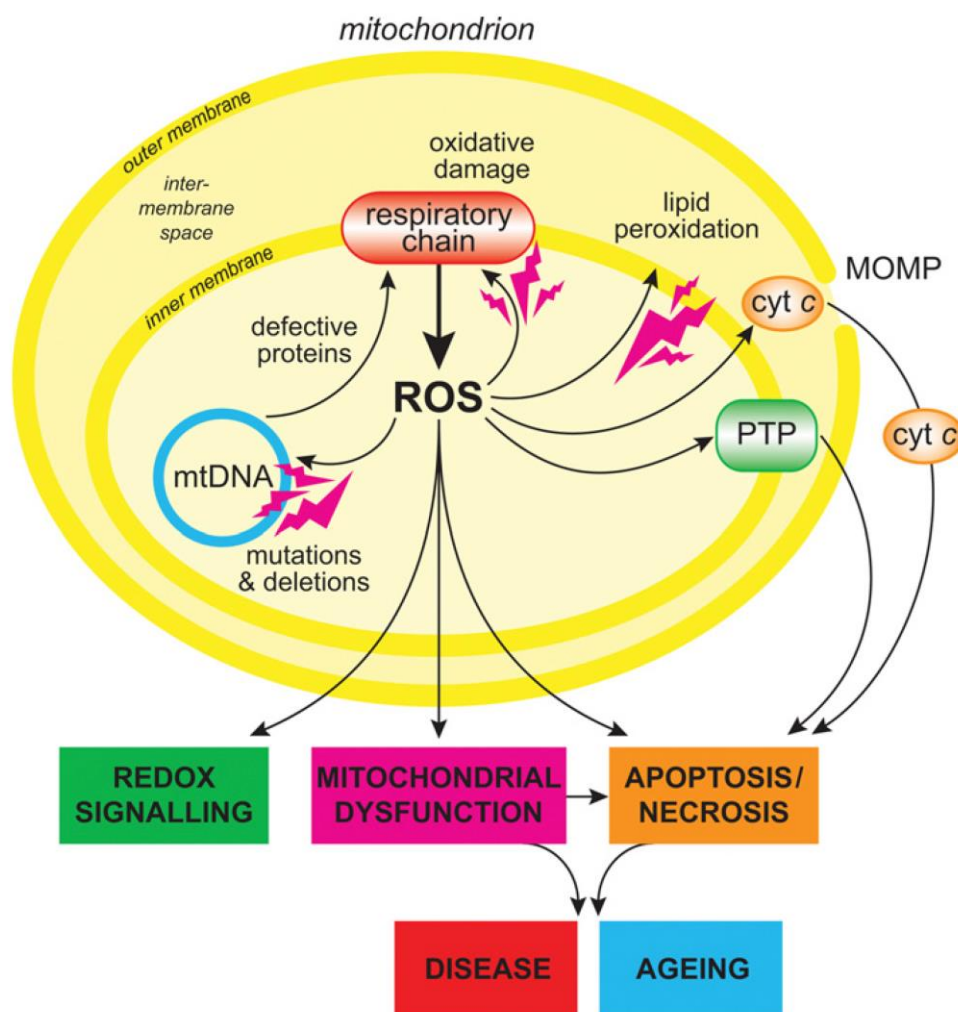 mitochondrion
outer membrane
inter-
membrane
space
inner membrane
oxidative
damage
respiratory
chain
lipid
peroxidation
MOMP
cyt c
defective
proteins
ROS
PTP
cyt c
mtDNA
mutations
& deletions
REDOX
SIGNALLING
MITOCHONDRIAL
DYSFUNCTION
APOPTOSIS/
NECROSIS
DISEASE
AGEING